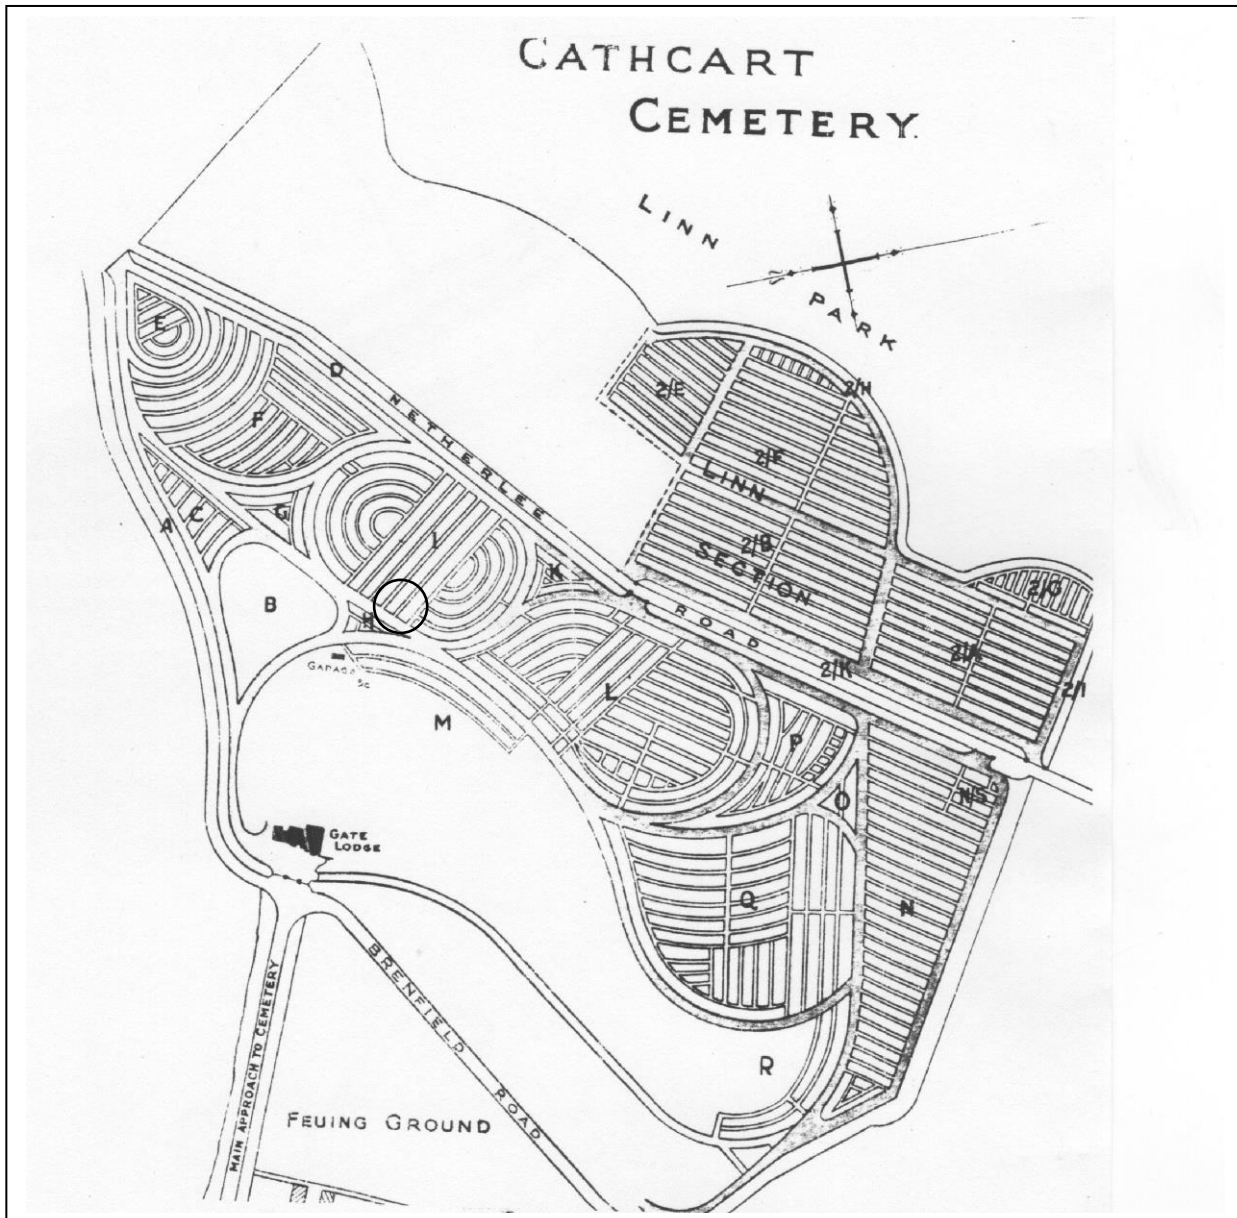 CATHCART
CEMETERY.
LINN
PARK
E
D
NETHERLEE
2/E
2/H
F
2/F
LINN
G
C
A
I
2/B
SECTION
K
2/G
B
H
ROAD
2/A
2/K
GARAGE
L
2/1
M
P
O
N/S
GATE
LODGE
Q
N
BRENFIELD ROAD
MAIN APPROACH TO CEMETERY
R
FEUING GROUND